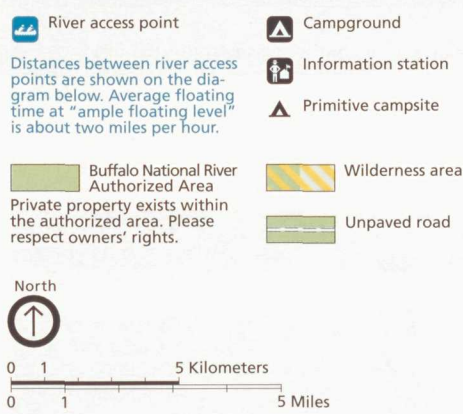 River access point
Distances between river access
points are shown on the dia-
gram below. Average floating
time at "ample floating level"
is about two miles per hour.
Campground
Information station
Primitive campsite
Buffalo National River
Authorized Area
Private property exists within
the authorized area. Please
respect owners' rights.
Wilderness area
Unpaved road
North
0 1 5 Kilometers
0 1 5 Miles